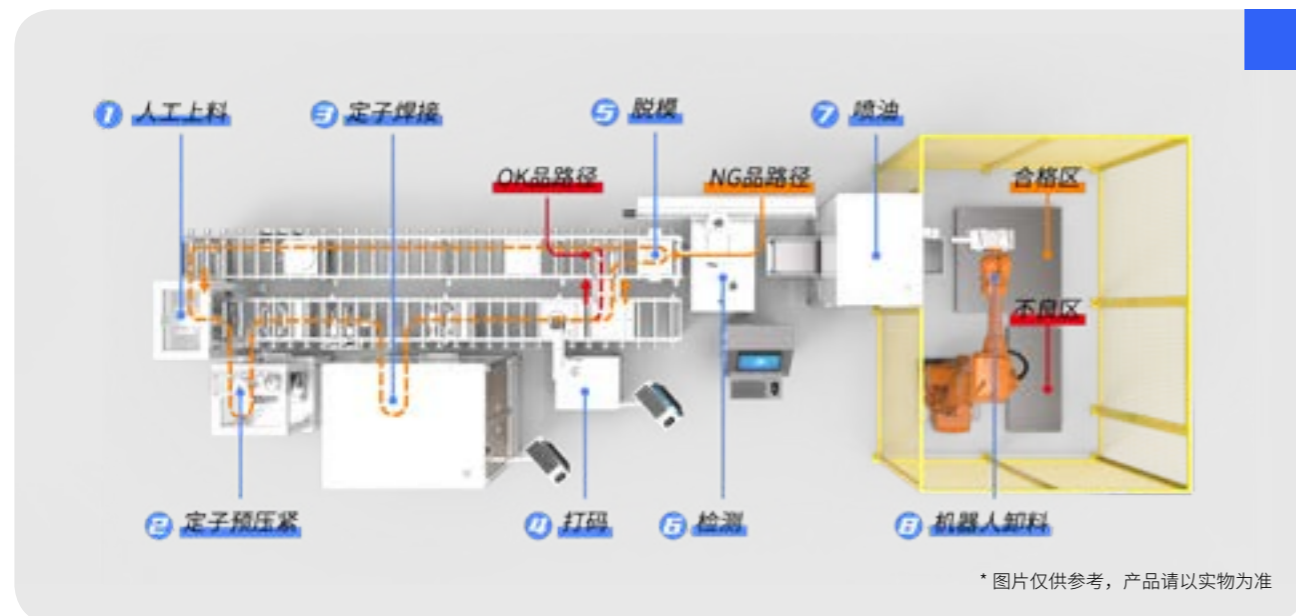 1 人工上料
3 定子焊接
5 脱模
7 喷油
OK品路径
NG品路径
合格区
不良区
2 定子预压紧
4 打码
6 检测
8 机器人卸料
* 图片仅供参考，产品请以实物为准